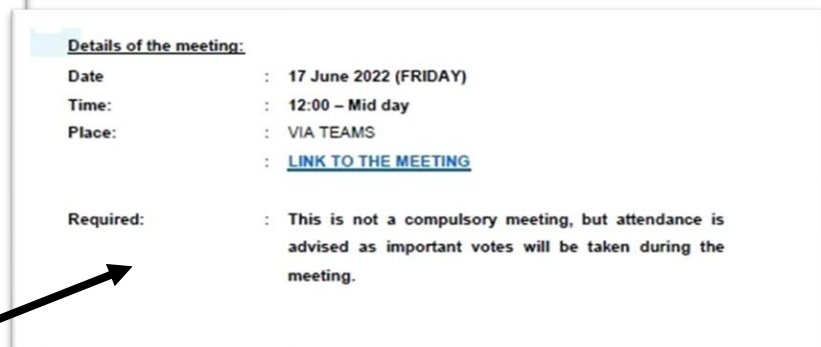 Details of the meeting:
Date : 17 June 2022 (FRIDAY)
Time: : 12:00 – Mid day
Place: : VIA TEAMS
: LINK TO THE MEETING
Required: : This is not a compulsory meeting, but attendance is
advised as important votes will be taken during the
meeting.